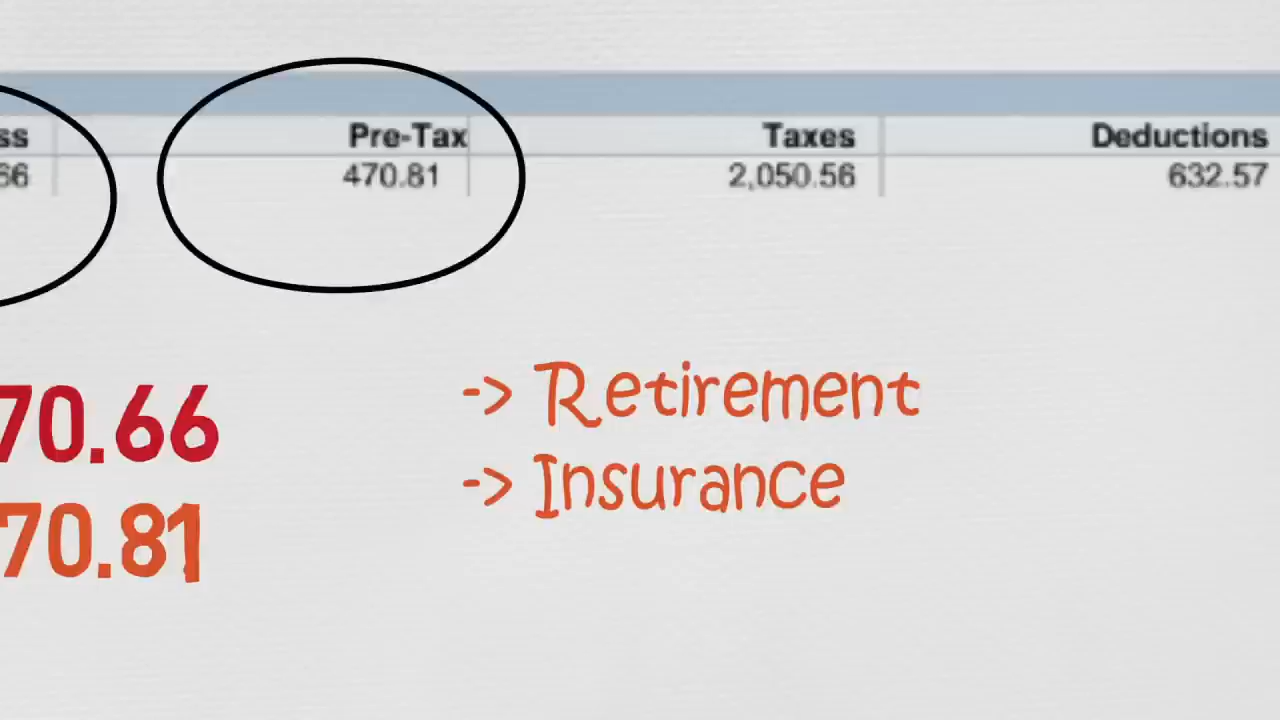 ss Pre-Tax Taxes Deductions
66 470.81 2,050.56 632.57
-> Retirement
70.66
-> Insurance
70.81